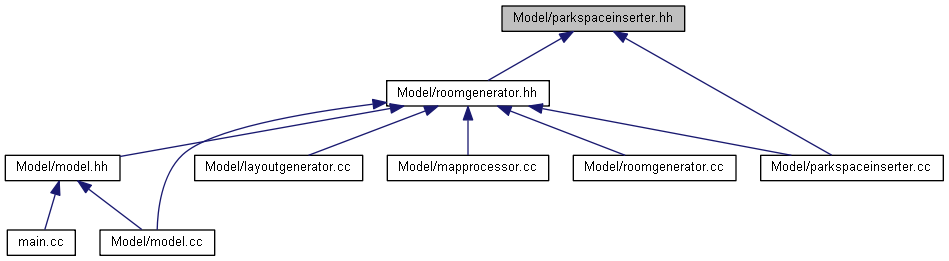 Model/parkspaceinserter.hh
Model/roomgenerator.hh
Model/model.hh
Model/layoutgenerator.cc
Model/mapprocessor.cc
Model/roomgenerator.cc
Model/parkspaceinserter.cc
main.cc
Model/model.cc